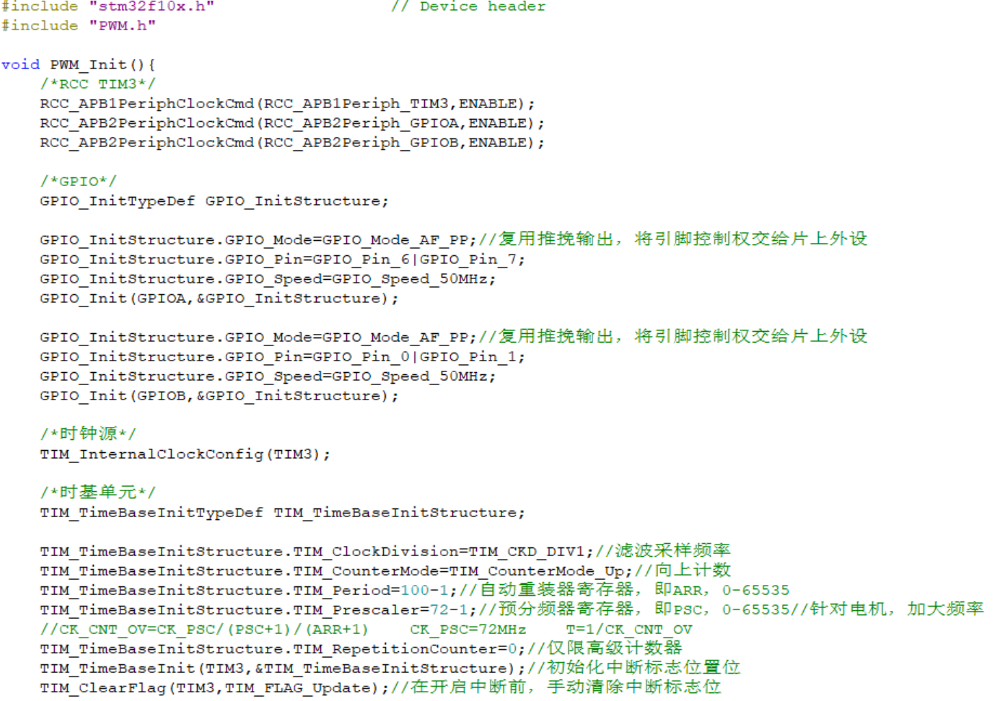 #include "stm32f10x.h"                  // Device header
#include "PWM.h"

void PWM_Init(){
    /*RCC TIM3*/
    RCC_APB1PeriphClockCmd(RCC_APB1Periph_TIM3,ENABLE);
    RCC_APB2PeriphClockCmd(RCC_APB2Periph_GPIOA,ENABLE);
    RCC_APB2PeriphClockCmd(RCC_APB2Periph_GPIOB,ENABLE);

    /*GPIO*/
    GPIO_InitTypeDef GPIO_InitStructure;

    GPIO_InitStructure.GPIO_Mode=GPIO_Mode_AF_PP;//复用推挽输出，将引脚控制权交给片上外设
    GPIO_InitStructure.GPIO_Pin=GPIO_Pin_6|GPIO_Pin_7;
    GPIO_InitStructure.GPIO_Speed=GPIO_Speed_50MHz;
    GPIO_Init(GPIOA,&GPIO_InitStructure);

    GPIO_InitStructure.GPIO_Mode=GPIO_Mode_AF_PP;//复用推挽输出，将引脚控制权交给片上外设
    GPIO_InitStructure.GPIO_Pin=GPIO_Pin_0|GPIO_Pin_1;
    GPIO_InitStructure.GPIO_Speed=GPIO_Speed_50MHz;
    GPIO_Init(GPIOB,&GPIO_InitStructure);

    /*时钟源*/
    TIM_InternalClockConfig(TIM3);

    /*时基单元*/
    TIM_TimeBaseInitTypeDef TIM_TimeBaseInitStructure;

    TIM_TimeBaseInitStructure.TIM_ClockDivision=TIM_CKD_DIV1;//滤波采样频率
    TIM_TimeBaseInitStructure.TIM_CounterMode=TIM_CounterMode_Up;//向上计数
    TIM_TimeBaseInitStructure.TIM_Period=100-1;//自动重装器寄存器，即ARR，0-65535
    TIM_TimeBaseInitStructure.TIM_Prescaler=72-1;//预分频器寄存器，即PSC，0-65535//针对电机，加大频率
    //CK_CNT_OV=CK_PSC/(PSC+1)/(ARR+1)    CK_PSC=72MHz    T=1/CK_CNT_OV
    TIM_TimeBaseInitStructure.TIM_RepetitionCounter=0;//仅限高级计数器
    TIM_TimeBaseInit(TIM3,&TIM_TimeBaseInitStructure);//初始化中断标志位置位
    TIM_ClearFlag(TIM3,TIM_FLAG_Update);//在开启中断前，手动清除中断标志位